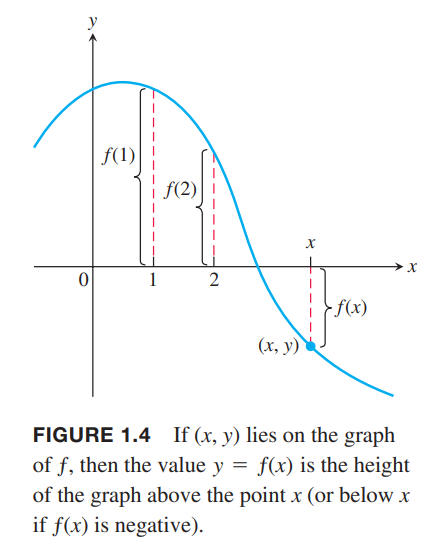 y
f(1)
f(2)
x
x
0
1
2
f(x)
(x, y)
FIGURE 1.4 If (x, y) lies on the graph
of f, then the value y = f(x) is the height
of the graph above the point x (or below x
if f(x) is negative).